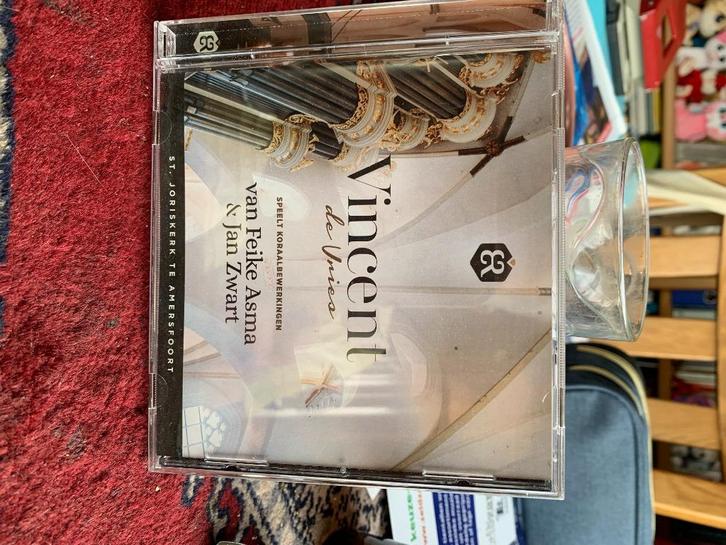 Vincent
de Vries
SPEELT KORAALBEWERKINGEN
van Feike Asma
& Jan Zwart
ST. JORISKERK TE AMERSFOORT